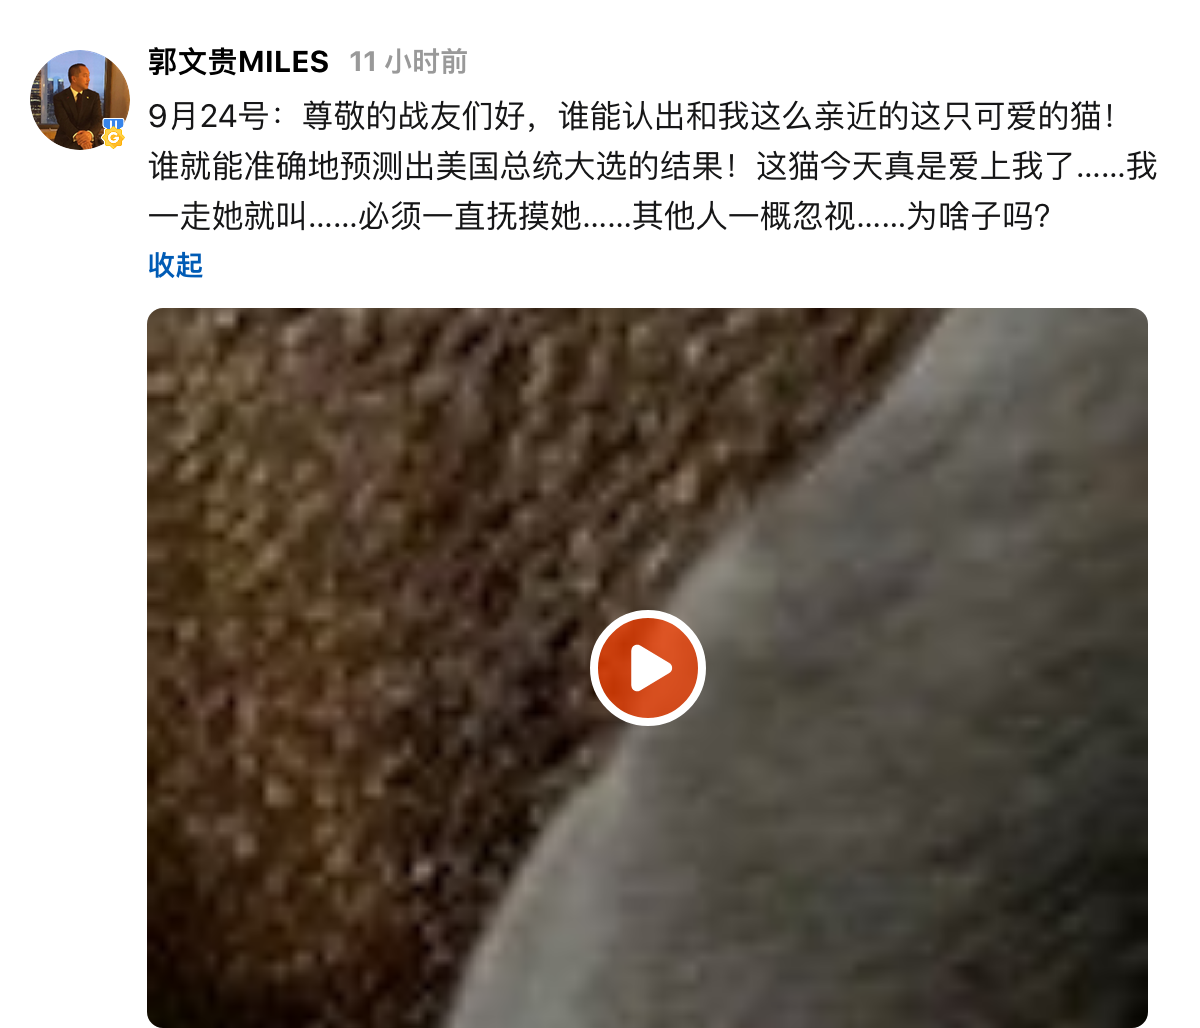 郭文贵MILES 11 小时前
9月24号：尊敬的战友们好，谁能认出和我这么亲近的这只可爱的猫！
谁就能准确地预测出美国总统大选的结果！这猫今天真是爱上我了……我
一走她就叫……必须一直抚摸她……其他人一概忽视……为啥子吗?
收起